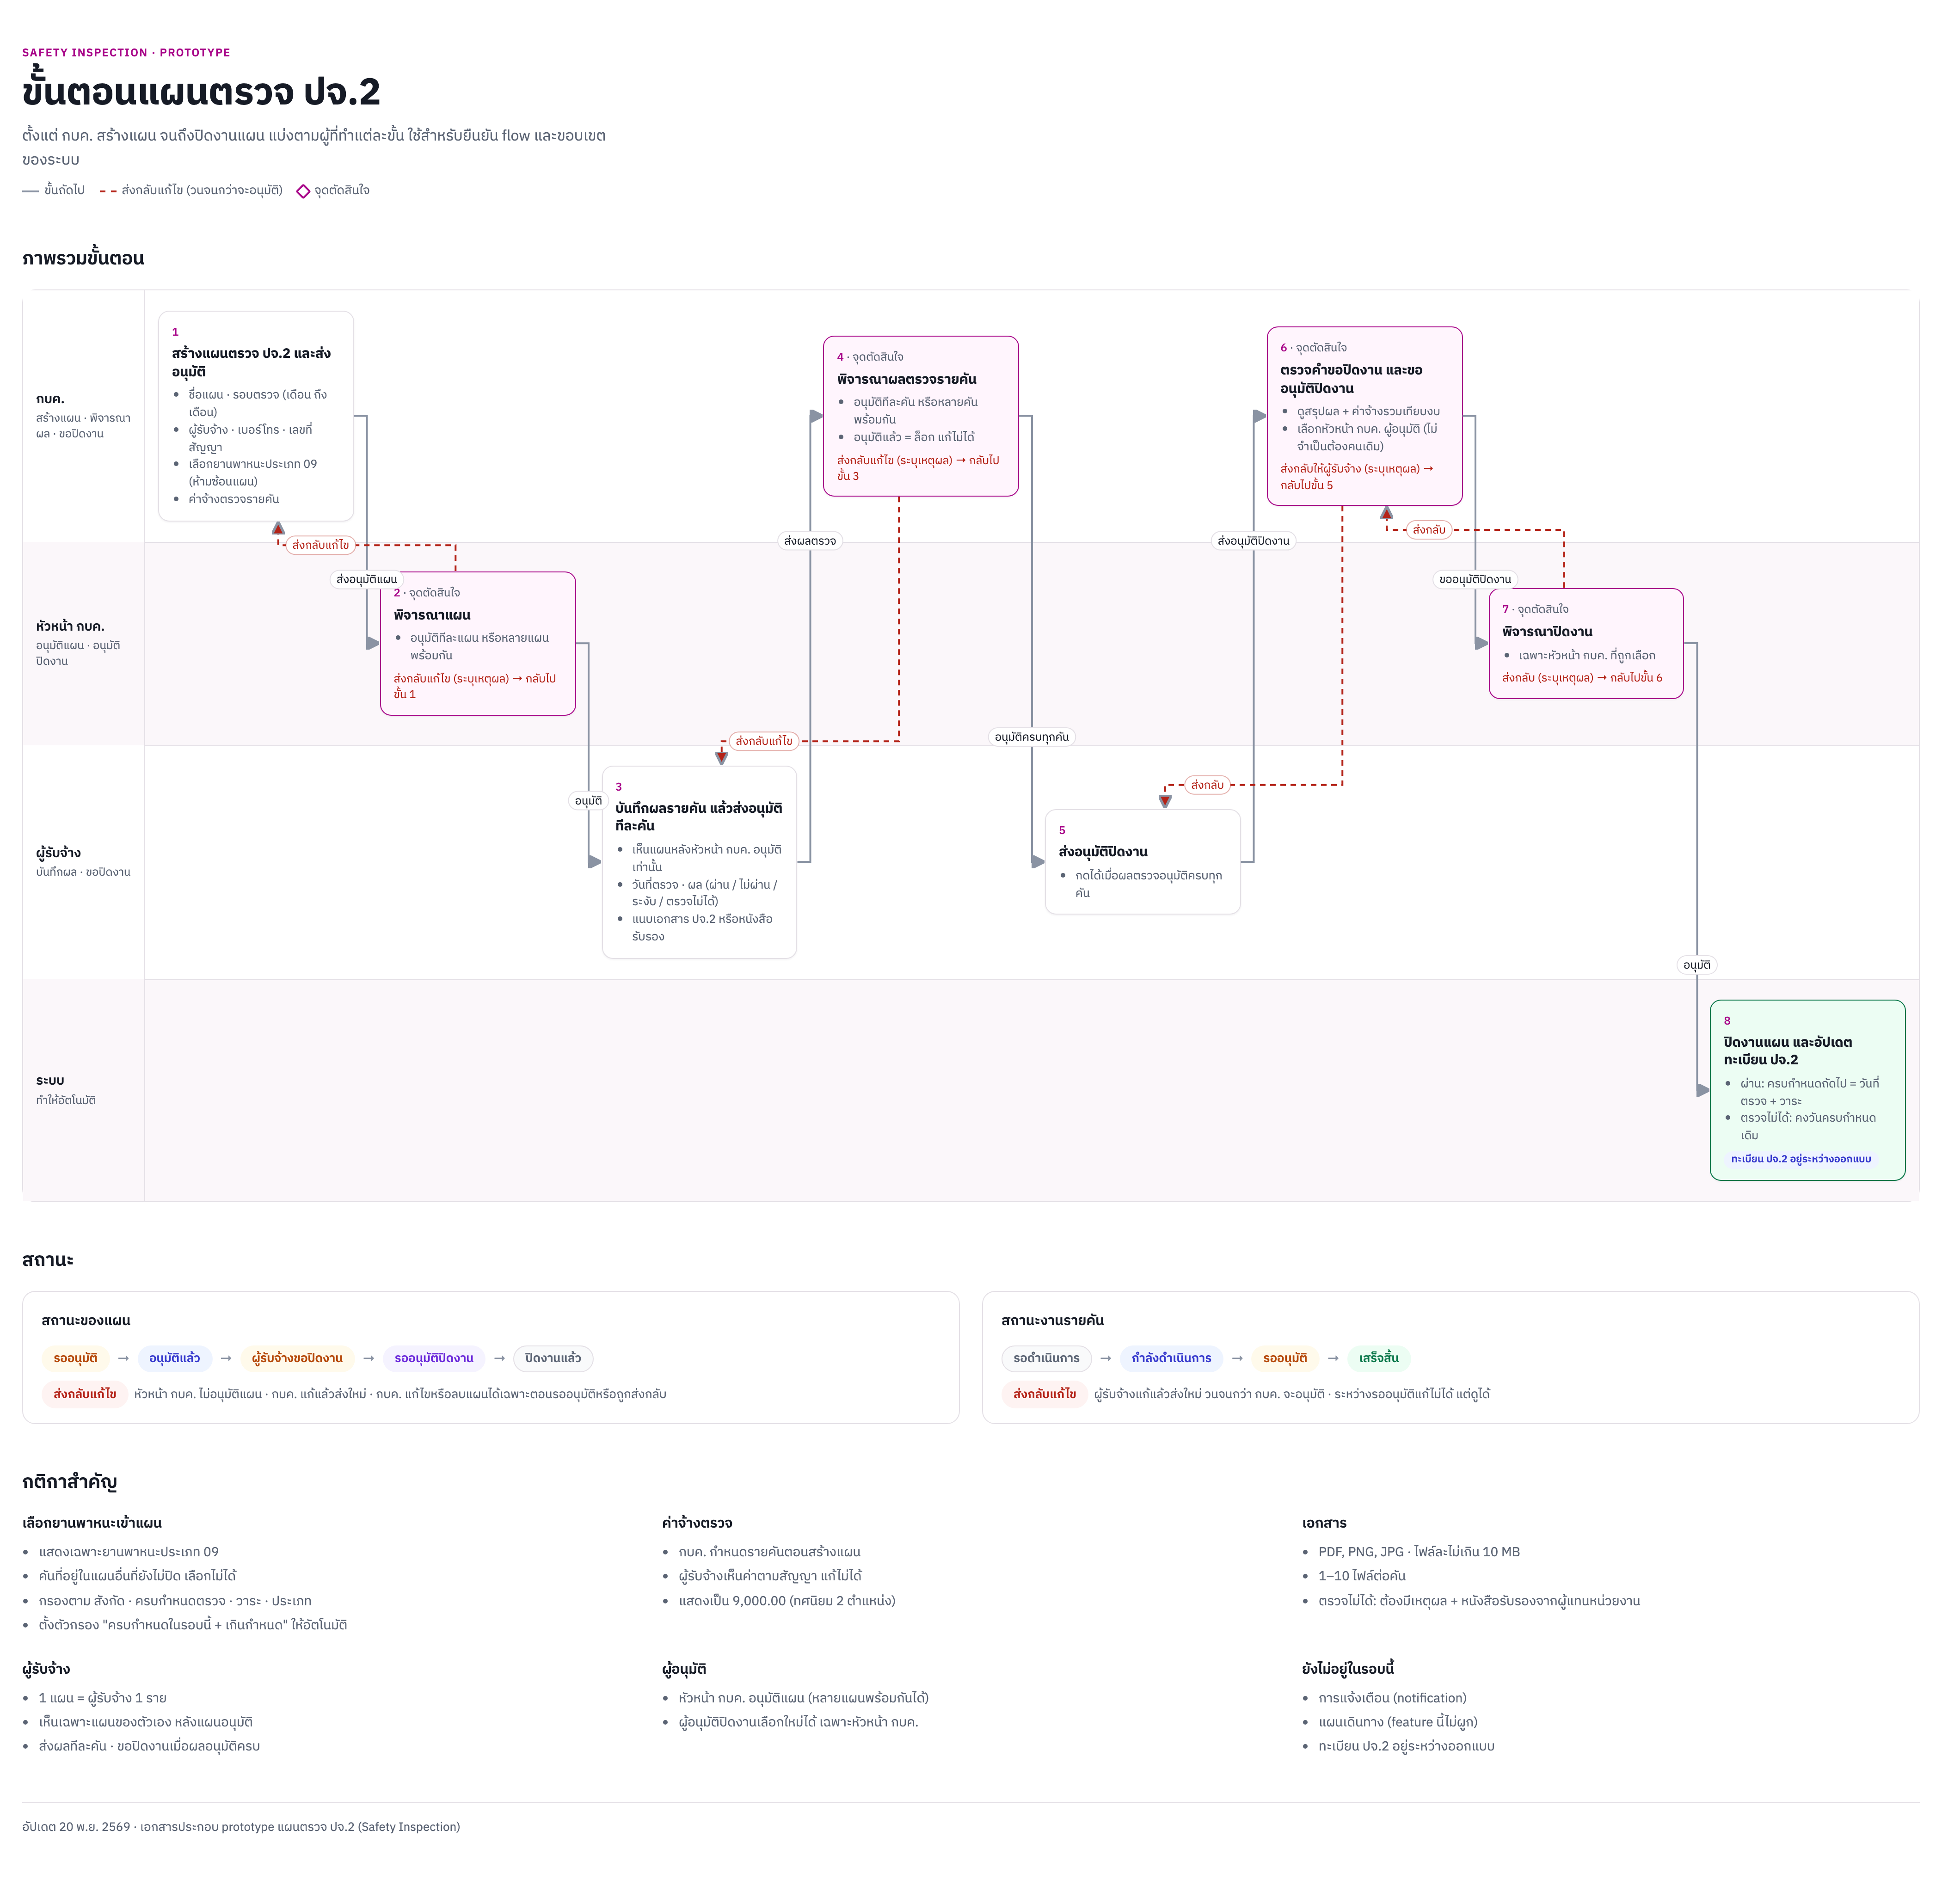 SAFETY INSPECTION · PROTOTYPE
ขั้นตอนแผนตรวจ ปจ.2
ตั้งแต่ กบค. สร้างแผน จนถึงปิดงานแผน แบ่งตามผู้ที่ทำแต่ละขั้น ใช้สำหรับยืนยัน flow และขอบเขต
ของระบบ
ขั้นถัดไป
ส่งกลับแก้ไข (วนจนกว่าจะอนุมัติ)
จุดตัดสินใจ
ภาพรวมขั้นตอน
กบค.
สร้างแผน · พิจารณา
ผล · ขอปิดงาน
1
สร้างแผนตรวจ ปจ.2 และส่ง
อนุมัติ
ชื่อแผน · รอบตรวจ (เดือน ถึง
เดือน)
ผู้รับจ้าง · เบอร์โทร · เลขที่
สัญญา
เลือกยานพาหนะประเภท 09
(ห้ามซ้อนแผน)
ค่าจ้างตรวจรายคัน
4 · จุดตัดสินใจ
พิจารณาผลตรวจรายคัน
อนุมัติทีละคัน หรือหลายคัน
พร้อมกัน
อนุมัติแล้ว = ล็อก แก้ไม่ได้
ส่งกลับแก้ไข (ระบุเหตุผล) → กลับไป
ขั้น 3
6 · จุดตัดสินใจ
ตรวจคำขอปิดงาน และขอ
อนุมัติปิดงาน
ดูสรุปผล + ค่าจ้างรวมเทียบงบ
เลือกหัวหน้า กบค. ผู้อนุมัติ (ไม่
จำเป็นต้องคนเดิม)
ส่งกลับให้ผู้รับจ้าง (ระบุเหตุผล) →
กลับไปขั้น 5
ส่งกลับแก้ไข
ส่งผลตรวจ
ส่งอนุมัติปิดงาน
ส่งกลับ
หัวหน้า กบค.
อนุมัติแผน · อนุมัติ
ปิดงาน
ส่งอนุมัติแผน
2 · จุดตัดสินใจ
พิจารณาแผน
อนุมัติทีละแผน หรือหลายแผน
พร้อมกัน
ส่งกลับแก้ไข (ระบุเหตุผล) → กลับไป
ขั้น 1
ขออนุมัติปิดงาน
7 · จุดตัดสินใจ
พิจารณาปิดงาน
เฉพาะหัวหน้า กบค. ที่ถูกเลือก
ส่งกลับ (ระบุเหตุผล) → กลับไปขั้น 6
ส่งกลับแก้ไข
อนุมัติครบทุกคัน
ผู้รับจ้าง
บันทึกผล · ขอปิดงาน
อนุมัติ
3
บันทึกผลรายคัน แล้วส่งอนุมัติ
ทีละคัน
เห็นแผนหลังหัวหน้า กบค. อนุมัติ
เท่านั้น
วันที่ตรวจ · ผล (ผ่าน / ไม่ผ่าน /
ระงับ / ตรวจไม่ได้)
แนบเอกสาร ปจ.2 หรือหนังสือ
รับรอง
ส่งกลับ
5
ส่งอนุมัติปิดงาน
กดได้เมื่อผลตรวจอนุมัติครบทุก
คัน
อนุมัติ
ระบบ
ทำให้อัตโนมัติ
8
ปิดงานแผน และอัปเดต
ทะเบียน ปจ.2
ผ่าน: ครบกำหนดถัดไป = วันที่
ตรวจ + วาระ
ตรวจไม่ได้: คงวันครบกำหนด
เดิม
ทะเบียน ปจ.2 อยู่ระหว่างออกแบบ
สถานะ
สถานะของแผน
รออนุมัติ → อนุมัติแล้ว → ผู้รับจ้างขอปิดงาน → รออนุมัติปิดงาน → ปิดงานแล้ว
ส่งกลับแก้ไข หัวหน้า กบค. ไม่อนุมัติแผน · กบค. แก้แล้วส่งใหม่ · กบค. แก้ไขหรือลบแผนได้เฉพาะตอนรออนุมัติหรือถูกส่งกลับ
สถานะงานรายคัน
รอดำเนินการ → กำลังดำเนินการ → รออนุมัติ → เสร็จสิ้น
ส่งกลับแก้ไข ผู้รับจ้างแก้แล้วส่งใหม่ วนจนกว่า กบค. จะอนุมัติ · ระหว่างรออนุมัติแก้ไม่ได้ แต่ดูได้
กติกาสำคัญ
เลือกยานพาหนะเข้าแผน
แสดงเฉพาะยานพาหนะประเภท 09
คันที่อยู่ในแผนอื่นที่ยังไม่ปิด เลือกไม่ได้
กรองตาม สังกัด · ครบกำหนดตรวจ · วาระ · ประเภท
ตั้งตัวกรอง "ครบกำหนดในรอบนี้ + เกินกำหนด" ให้อัตโนมัติ
ค่าจ้างตรวจ
กบค. กำหนดรายคันตอนสร้างแผน
ผู้รับจ้างเห็นค่าตามสัญญา แก้ไม่ได้
แสดงเป็น 9,000.00 (ทศนิยม 2 ตำแหน่ง)
เอกสาร
PDF, PNG, JPG · ไฟล์ละไม่เกิน 10 MB
1–10 ไฟล์ต่อคัน
ตรวจไม่ได้: ต้องมีเหตุผล + หนังสือรับรองจากผู้แทนหน่วยงาน
ผู้รับจ้าง
1 แผน = ผู้รับจ้าง 1 ราย
เห็นเฉพาะแผนของตัวเอง หลังแผนอนุมัติ
ส่งผลทีละคัน · ขอปิดงานเมื่อผลอนุมัติครบ
ผู้อนุมัติ
หัวหน้า กบค. อนุมัติแผน (หลายแผนพร้อมกันได้)
ผู้อนุมัติปิดงานเลือกใหม่ได้ เฉพาะหัวหน้า กบค.
ยังไม่อยู่ในรอบนี้
การแจ้งเตือน (notification)
แผนเดินทาง (feature นี้ไม่ผูก)
ทะเบียน ปจ.2 อยู่ระหว่างออกแบบ
อัปเดต 20 พ.ย. 2569 · เอกสารประกอบ prototype แผนตรวจ ปจ.2 (Safety Inspection)